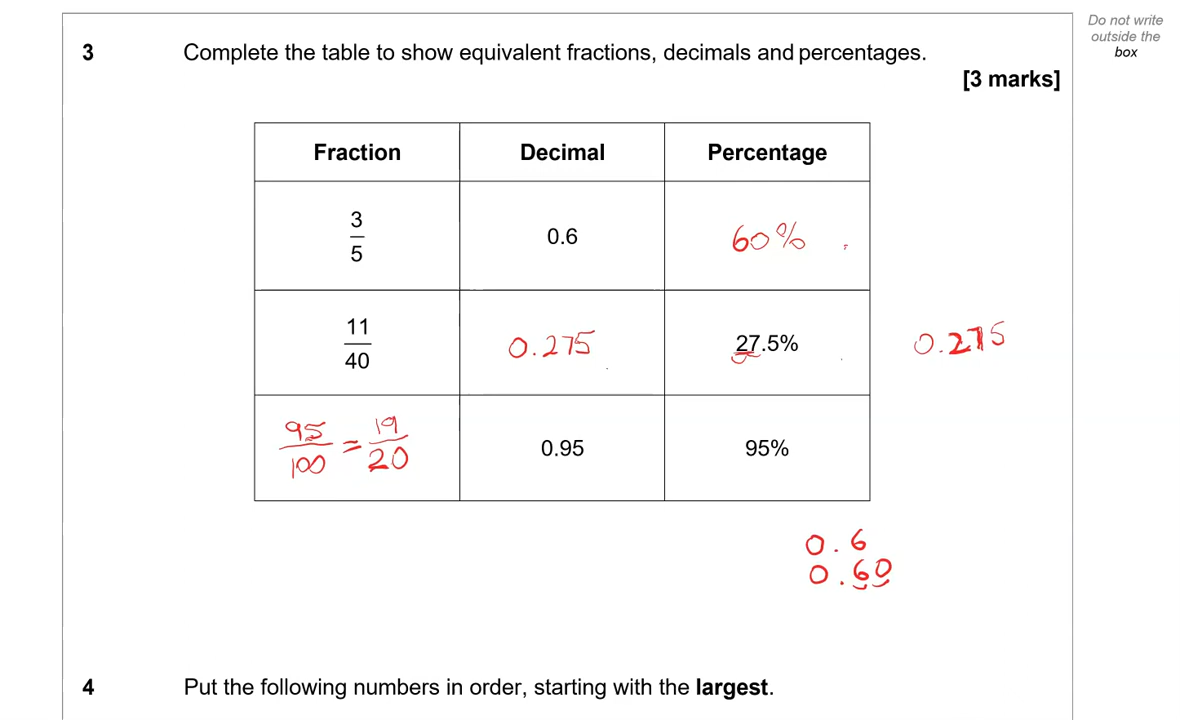 Do not write
outside the
box
3 Complete the table to show equivalent fractions, decimals and percentages.
[3 marks]
Fraction Decimal Percentage
3/5 0.6 60%
11/40 0.275 27.5% 0.275
95/100 = 19/20 0.95 95%
0.6
0.60
4 Put the following numbers in order, starting with the largest.